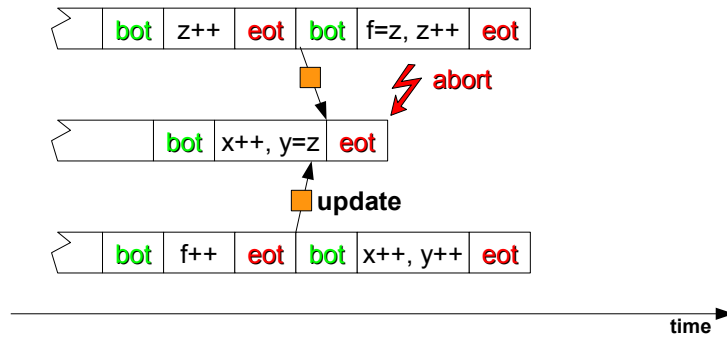 bot z++ eot bot f=z, z++ eot
abort
bot x++, y=z eot
update
bot f++ eot bot x++, y++ eot
time